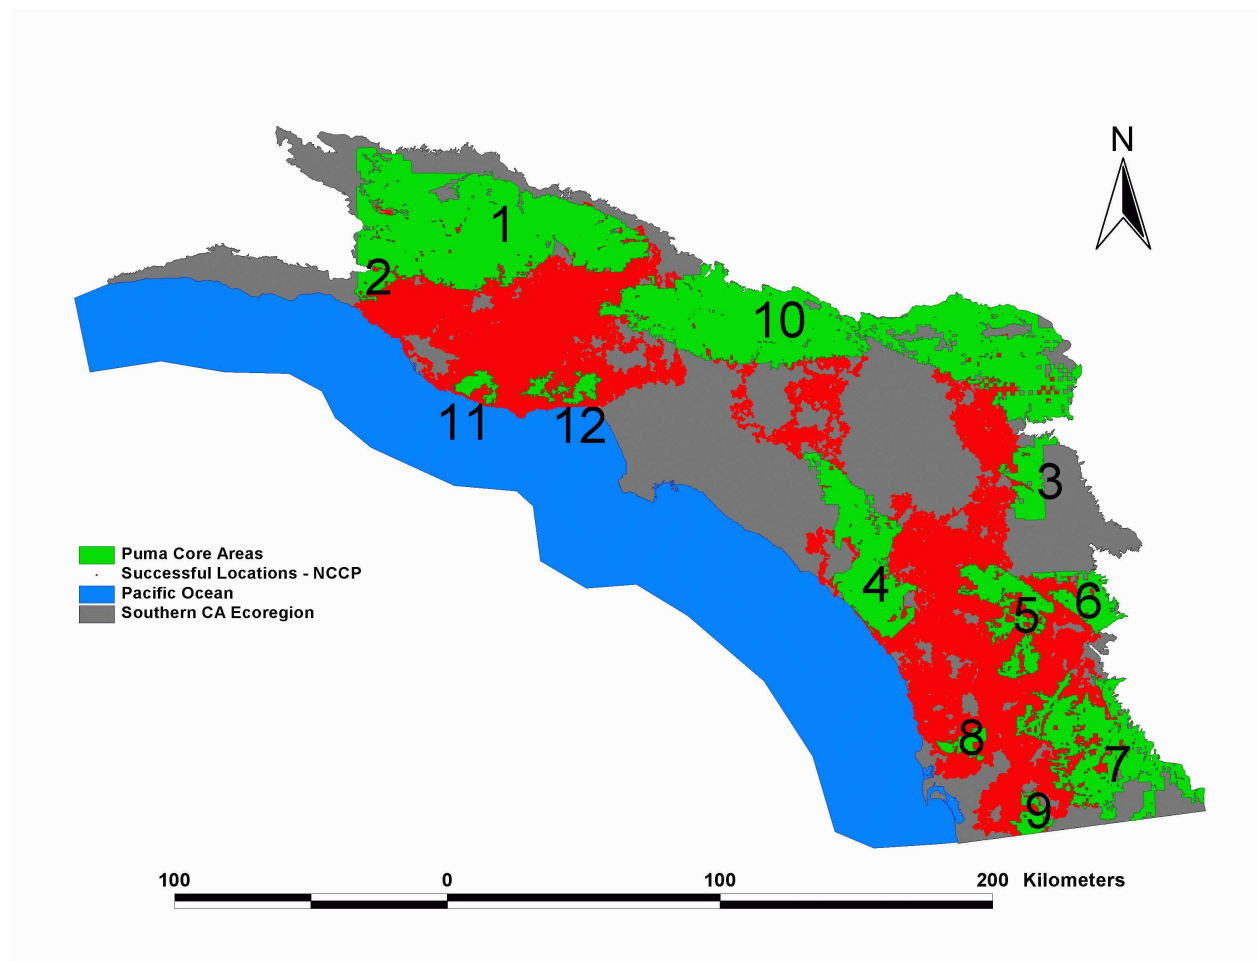 N
1
2
10
11
12
3
4
5
6
8
7
9
Puma Core Areas
Successful Locations - NCCP
Pacific Ocean
Southern CA Ecoregion
100 0 100 200 Kilometers